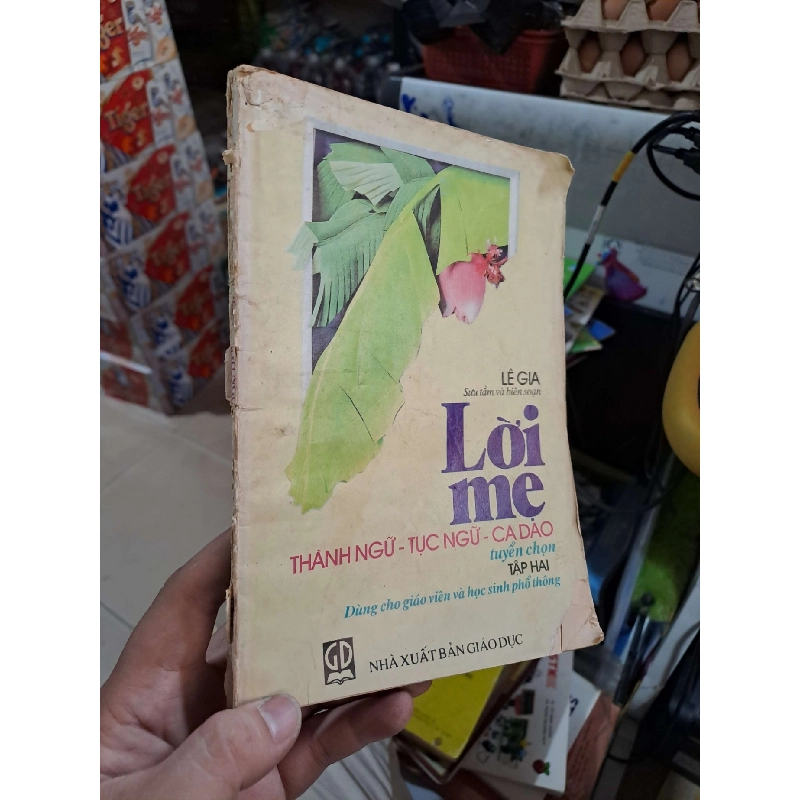 LÊ GIA
Sưu tầm và biên soạn
Lời
mẹ
THÀNH NGỮ - TỤC NGỮ - CA DAO
tuyển chọn
TẬP HAI
Dùng cho giáo viên và học sinh phổ thông
GD
NHÀ XUẤT BẢN GIÁO DỤC
Tiger